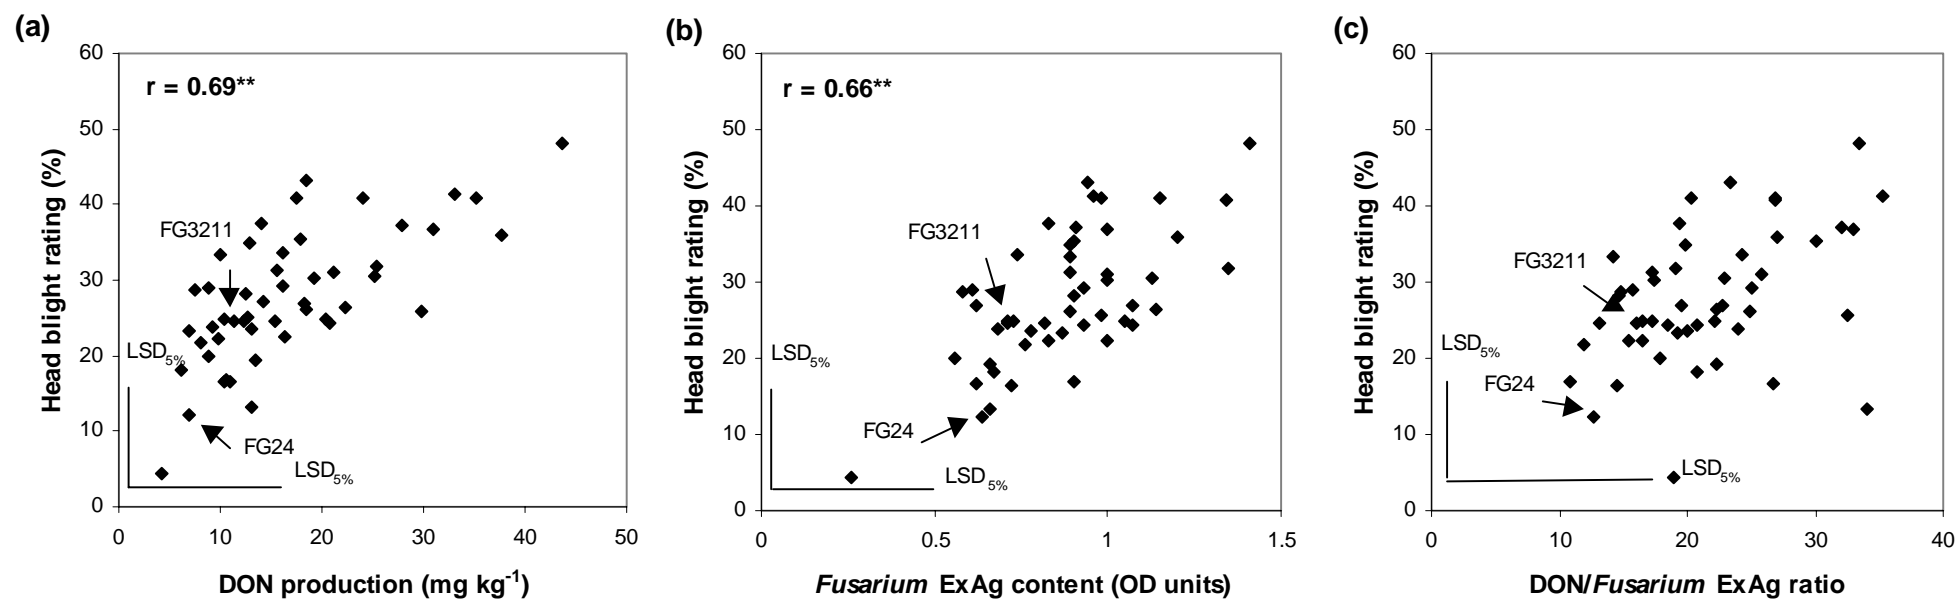 (a)
60
50
40
30
20
10
0
Head blight rating (%)
r = 0.69**
FG3211
LSD5%
FG24
LSD5%
0 10 20 30 40 50
DON production (mg kg-1)
(b)
60
50
40
30
20
10
0
Head blight rating (%)
r = 0.66**
FG3211
LSD5%
FG24
LSD5%
0 0.5 1 1.5
Fusarium ExAg content (OD units)
(c)
60
50
40
30
20
10
0
Head blight rating (%)
FG3211
LSD5%
FG24
LSD5%
0 10 20 30 40
DON/Fusarium ExAg ratio